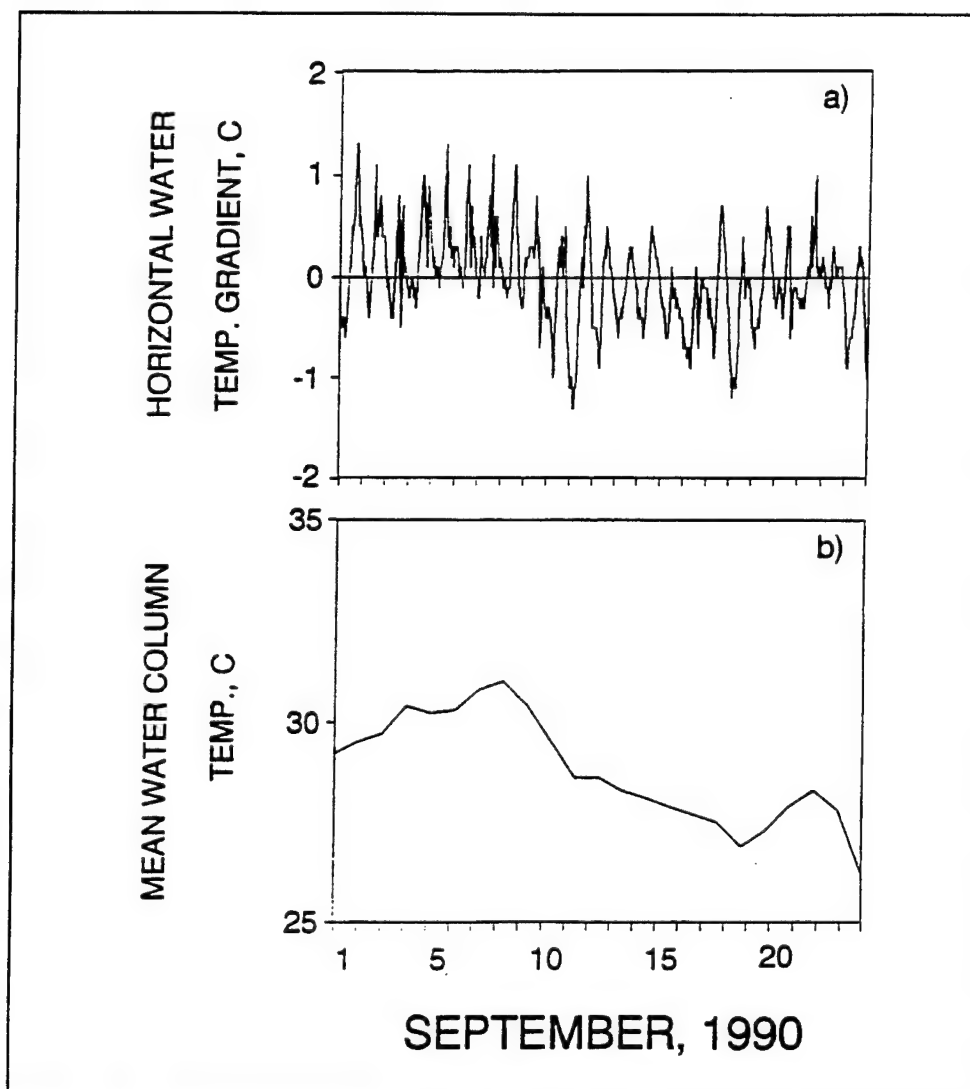 HORIZONTAL WATER
TEMP. GRADIENT, C
2
1
0
-1
-2
a)
MEAN WATER COLUMN
TEMP., C
35
30
25
b)
1 5 10 15 20
SEPTEMBER, 1990